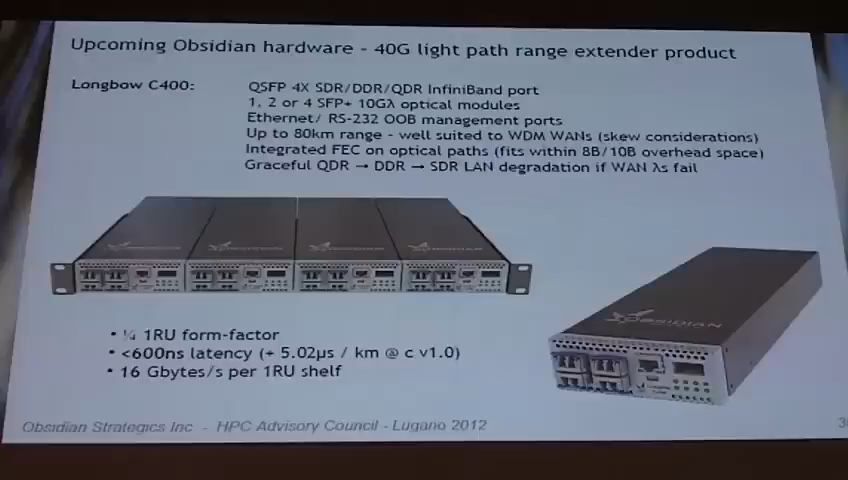 Upcoming Obsidian hardware - 40G light path range extender product
Longbow C400: QSFP 4X SDR/DDR/QDR InfiniBand port
1, 2 or 4 SFP+ 10Gλ optical modules
Ethernet/ RS-232 OOB management ports
Up to 80km range - well suited to WDM WANs (skew considerations)
Integrated FEC on optical paths (fits within 8B/10B overhead space)
Graceful QDR → DDR → SDR LAN degradation if WAN λs fail
OBSIDIAN
• ¼ 1RU form-factor
• <600ns latency (+ 5.02µs / km @ c v1.0)
• 16 Gbytes/s per 1RU shelf
Obsidian Strategics Inc - HPC Advisory Council - Lugano 2012